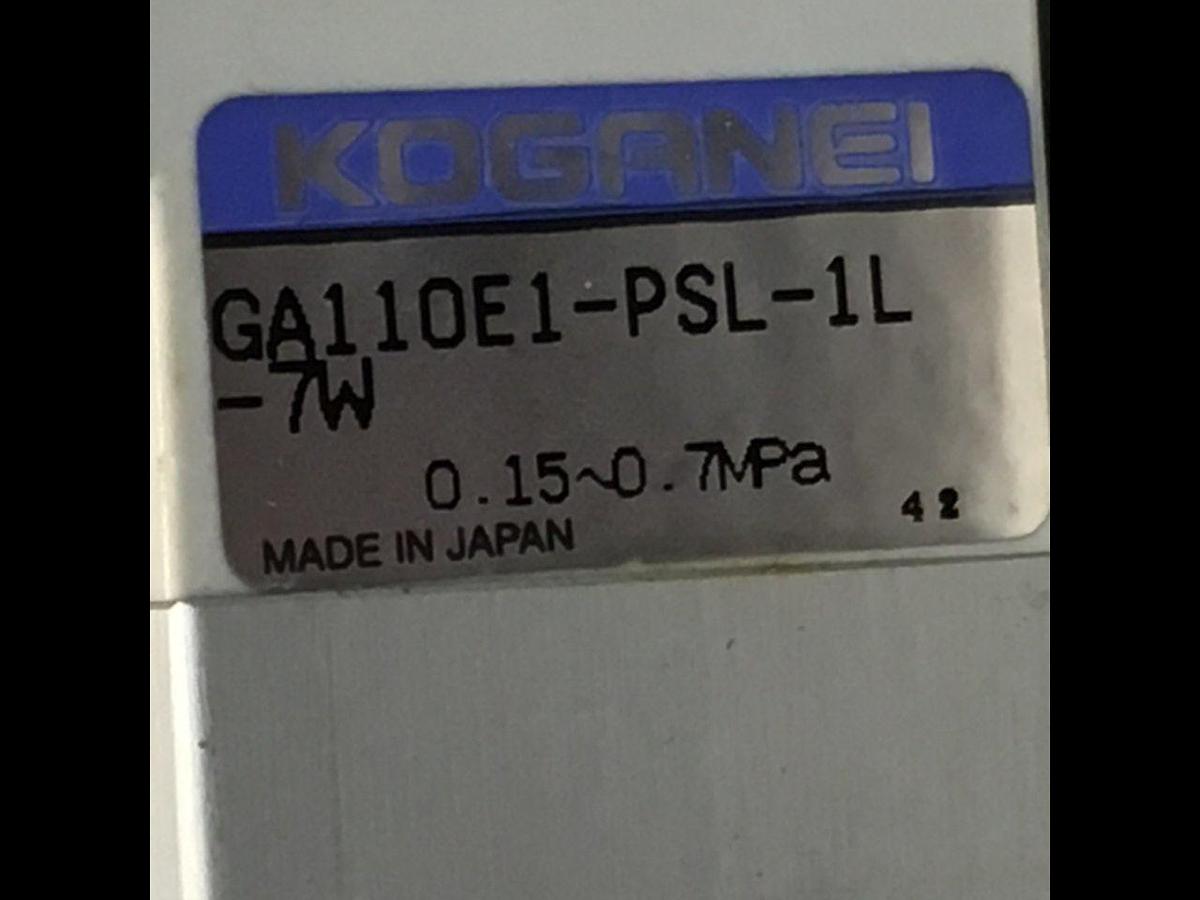 KOGANEI
GA110E1-PSL-1L
-7W
0.15~0.7MPa
42
MADE IN JAPAN